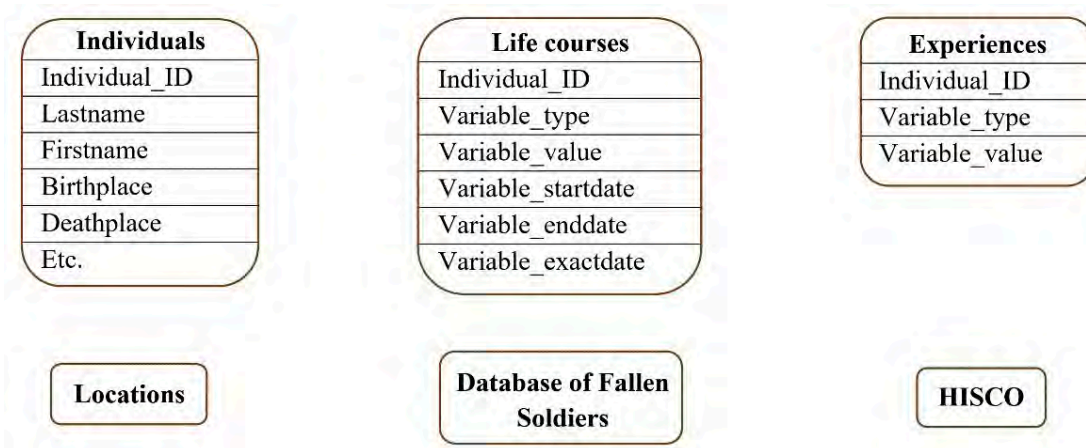 Individuals
Individual_ID
Lastname
Firstname
Birthplace
Deathplace
Etc.
Life courses
Individual_ID
Variable_type
Variable_value
Variable_startdate
Variable_enddate
Variable_exactdate
Experiences
Individual_ID
Variable_type
Variable_value
Locations
Database of Fallen
Soldiers
HISCO